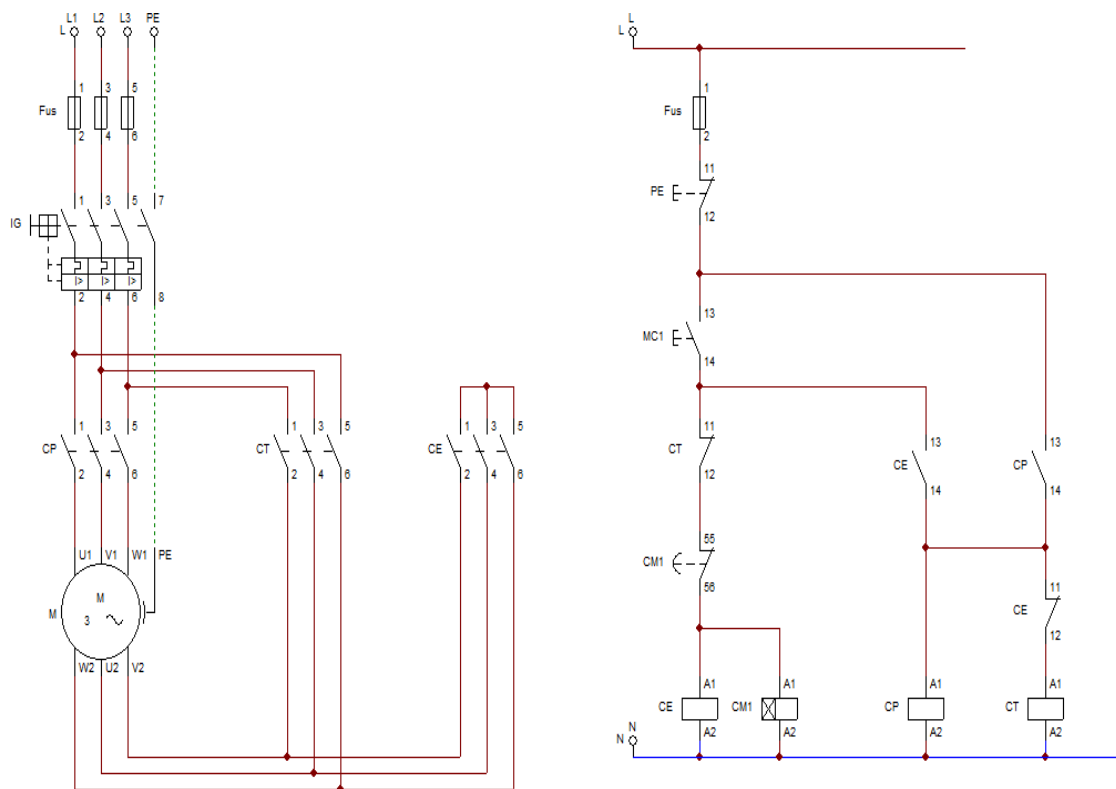 L1 L2 L3 PE
L
1 3 5
Fus
2 4 6
1 3 5 7
IG
I> I> I>
2 4 6 8
1 3 5
CP
2 4 6
1 3 5
CT
2 4 6
1 3 5
CE
2 4 6
U1 V1 W1 PE
M
M
3
W2 U2 V2
L
L
1
Fus
2
11
PE
12
13
MC1
14
11
CT
12
13
CE
14
13
CP
14
55
CM1
56
11
CE
12
A1 A1 A1 A1
CE CM1 CP CT
A2 A2 A2 A2
N
N